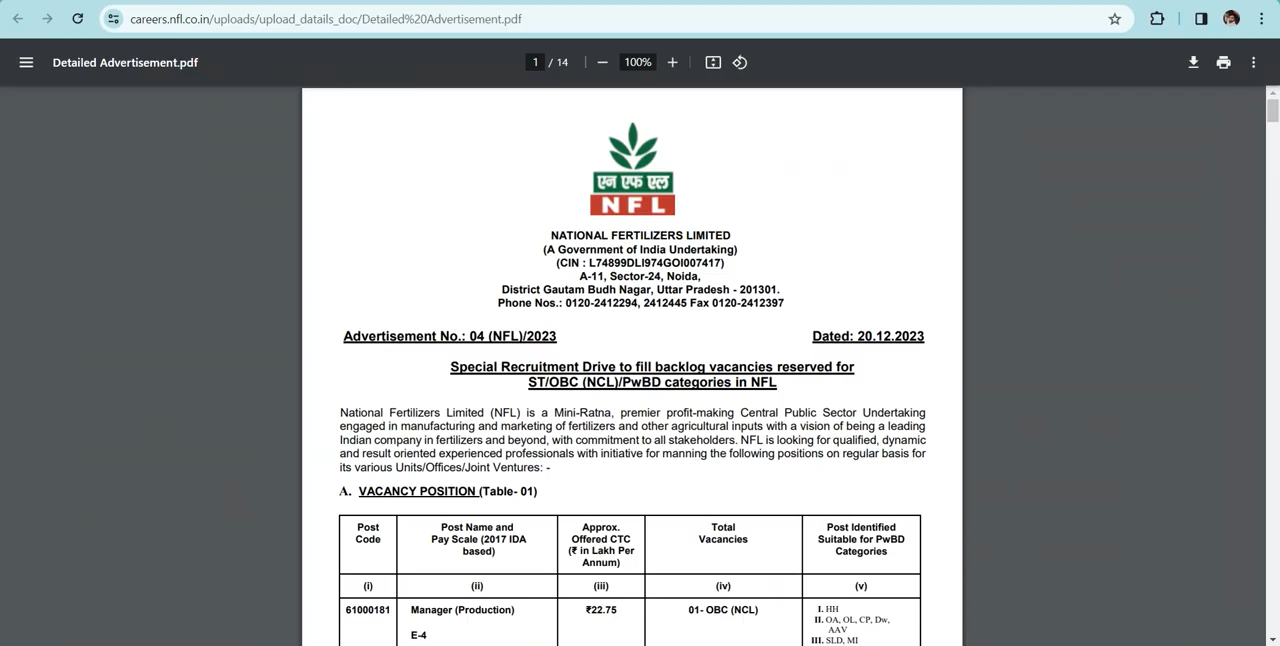 careers.nfl.co.in/uploads/upload_datails_doc/Detailed%20Advertisement.pdf
Detailed Advertisement.pdf
1 / 14
100%
एन एफ एल
NFL
NATIONAL FERTILIZERS LIMITED
(A Government of India Undertaking)
(CIN : L74899DLI974GOI007417)
A-11, Sector-24, Noida,
District Gautam Budh Nagar, Uttar Pradesh - 201301.
Phone Nos.: 0120-2412294, 2412445 Fax 0120-2412397
Advertisement No.: 04 (NFL)/2023 Dated: 20.12.2023
Special Recruitment Drive to fill backlog vacancies reserved for
ST/OBC (NCL)/PwBD categories in NFL
National Fertilizers Limited (NFL) is a Mini-Ratna, premier profit-making Central Public Sector Undertaking
engaged in manufacturing and marketing of fertilizers and other agricultural inputs with a vision of being a leading
Indian company in fertilizers and beyond, with commitment to all stakeholders. NFL is looking for qualified, dynamic
and result oriented experienced professionals with initiative for manning the following positions on regular basis for
its various Units/Offices/Joint Ventures: -
A. VACANCY POSITION (Table- 01)
Post Code
Post Name and Pay Scale (2017 IDA based)
Approx. Offered CTC (₹ in Lakh Per Annum)
Total Vacancies
Post Identified Suitable for PwBD Categories
(i) (ii) (iii) (iv) (v)
61000181 Manager (Production) ₹22.75 01- OBC (NCL) I. HH
II. OA, OL, CP, Dw,
AAV
E-4 III. SLD, MI